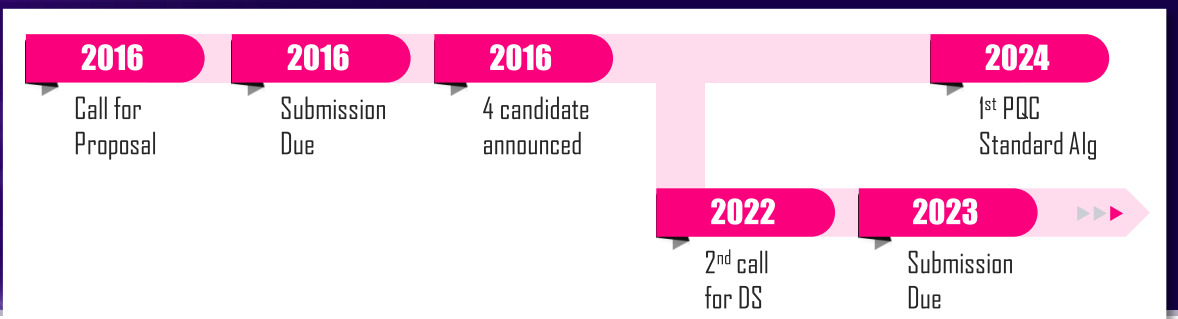 2016
Call for
Proposal
2016
Submission
Due
2016
4 candidate
announced
2024
1st PQC
Standard Alg
2022
2nd call
for DS
2023
Submission
Due